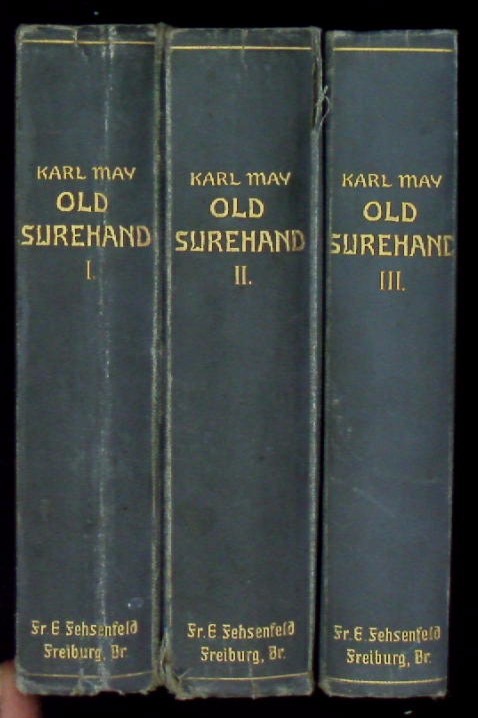 KARL MAY
OLD
SUREHAND
I.
Fr. E Fehsenfeld
Freiburg, Br.
KARL MAY
OLD
SUREHAND
II.
Fr. E Fehsenfeld
Freiburg, Br.
KARL MAY
OLD
SUREHAND
III.
Fr. E. Fehsenfeld
Freiburg, Br.